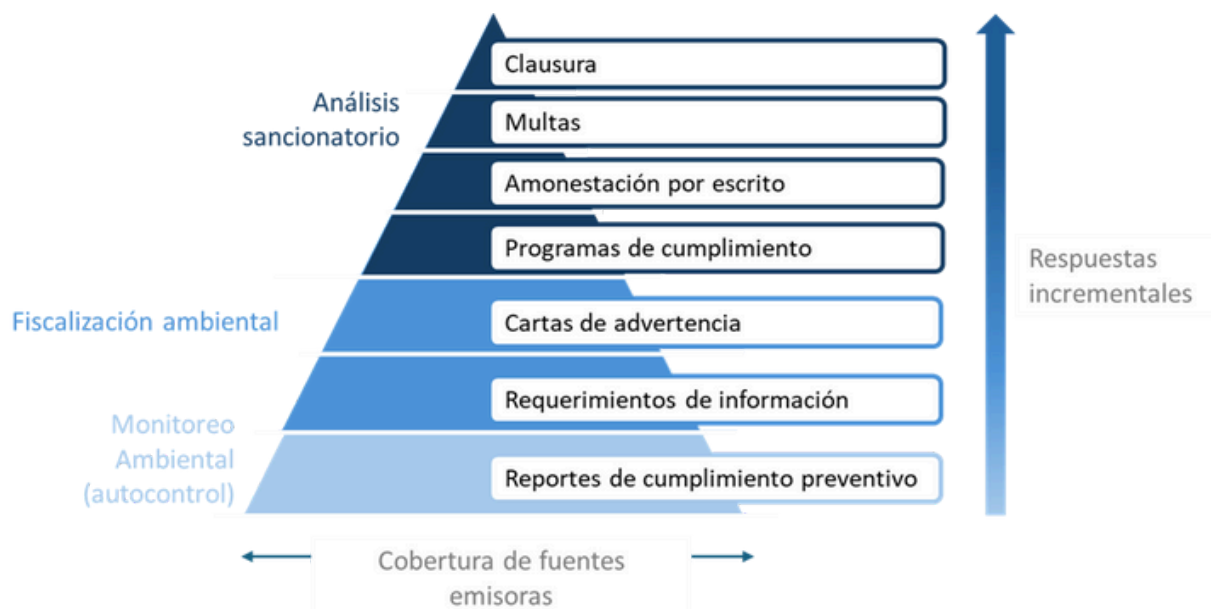 Clausura
Análisis
sancionatorio
Multas
Amonestación por escrito
Programas de cumplimiento
Respuestas
incrementales
Fiscalización ambiental
Cartas de advertencia
Requerimientos de información
Monitoreo
Ambiental
(autocontrol)
Reportes de cumplimiento preventivo
Cobertura de fuentes
emisoras